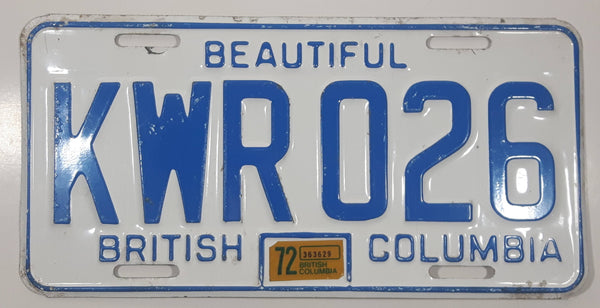 BEAUTIFUL
KWR 026
BRITISH COLUMBIA
72 363629
BRITISH
COLUMBIA